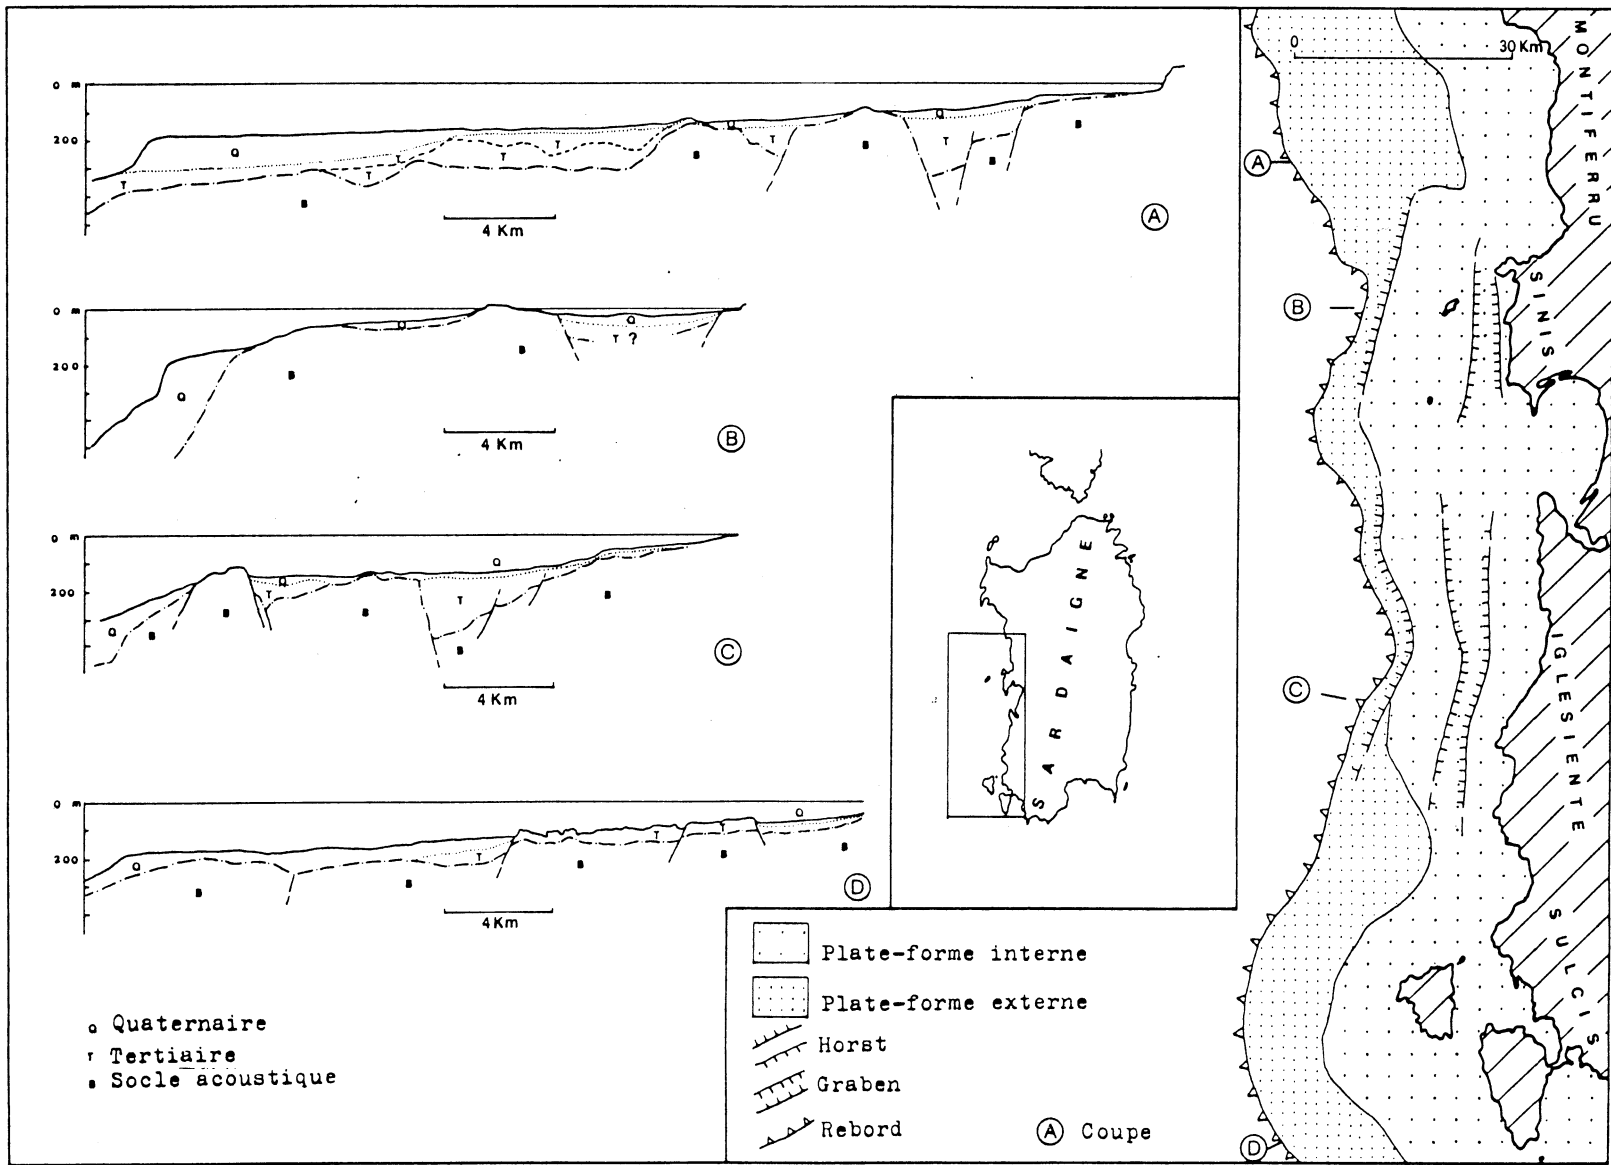 0 m
200
Q
T
T
T
T
T
B
Q
B
T
B
Q
T
B
B
4 Km
A
0 m
200
Q
B
Q
B
Q
T ?
4 Km
B
0 m
200
Q
B
B
Q
T
B
Q
T
B
B
4 Km
C
0 m
200
Q
B
B
T
B
T
T
B
Q
B
4 Km
D
Q Quaternaire
T Tertiaire
B Socle acoustique
SARDAIGNE
Plate-forme interne
Plate-forme externe
Horst
Graben
Rebord
A Coupe
0 30 Km
MONTIFERRU
SINIS
IGLESIENTE
SULCIS
A
B
C
D